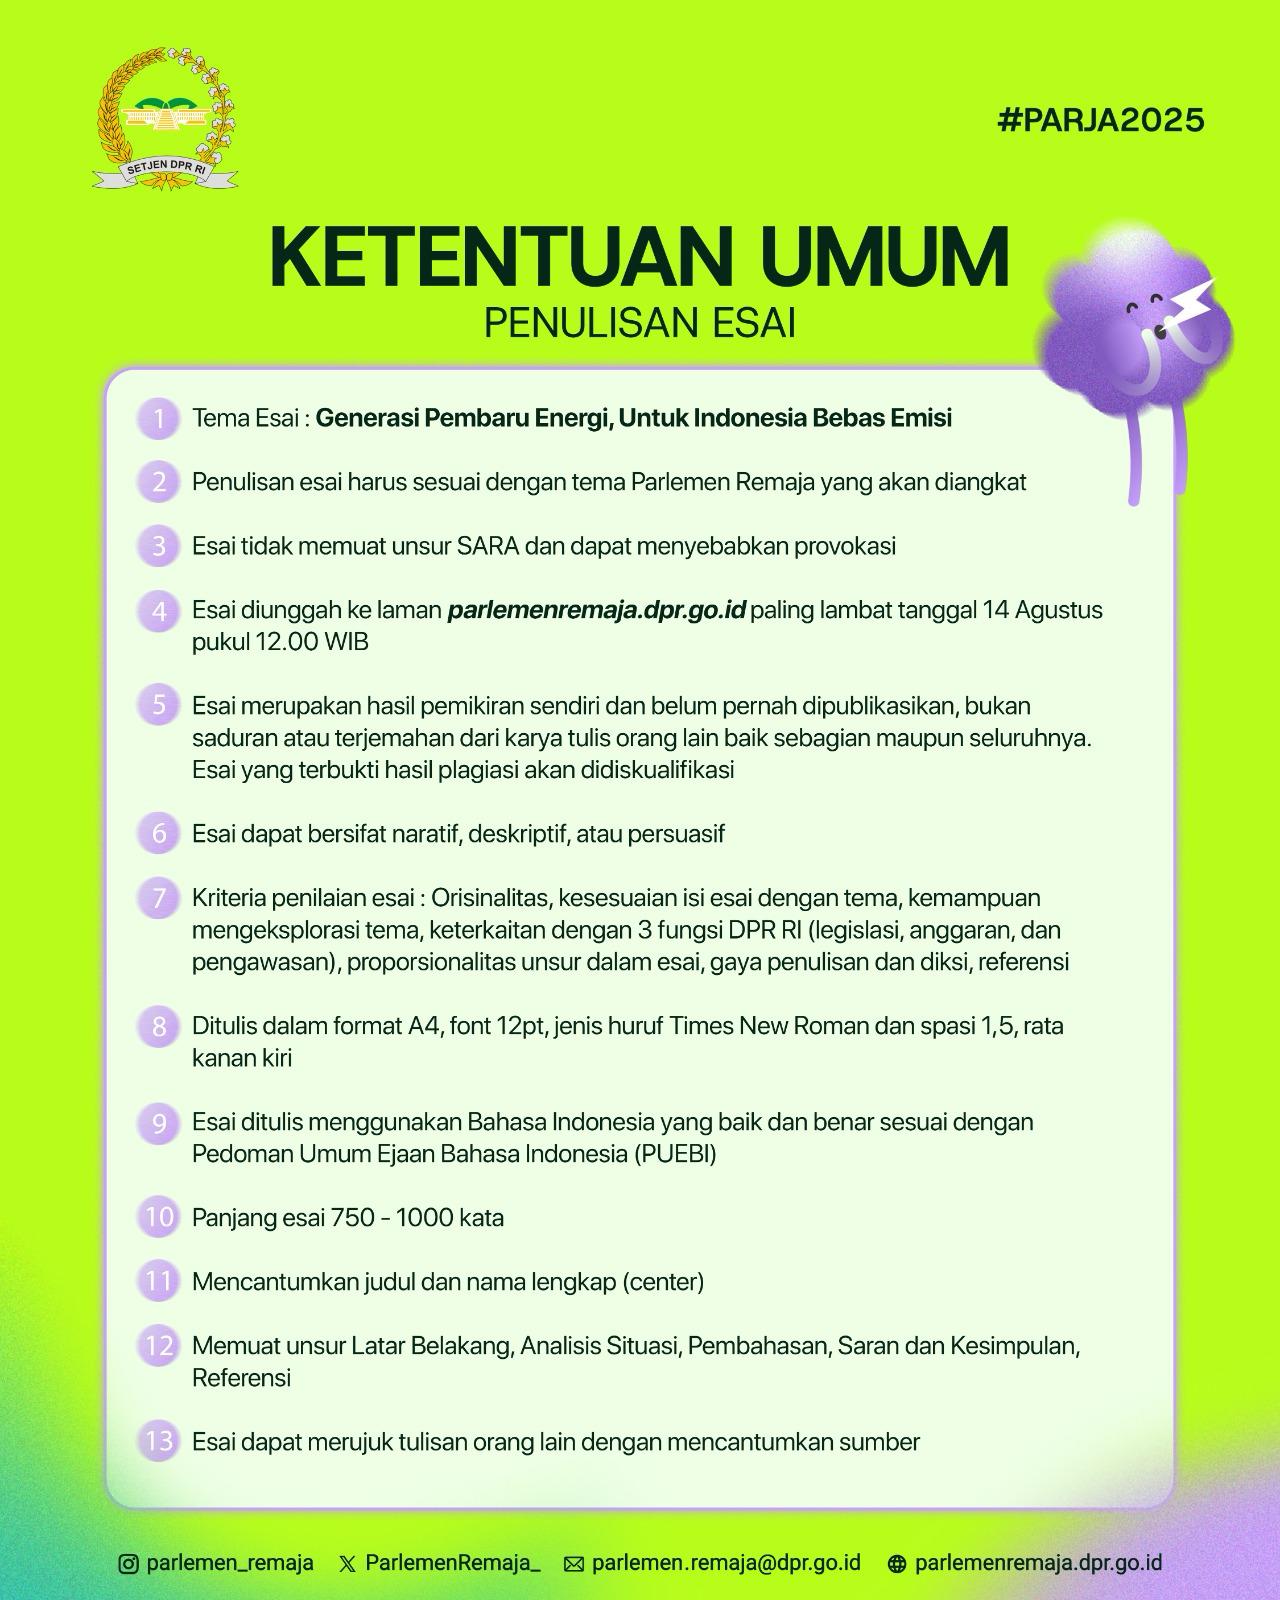 SETJEN DPR RI
#PARJA2025
KETENTUAN UMUM
PENULISAN ESAI
1 Tema Esai : Generasi Pembaru Energi, Untuk Indonesia Bebas Emisi
2 Penulisan esai harus sesuai dengan tema Parlemen Remaja yang akan diangkat
3 Esai tidak memuat unsur SARA dan dapat menyebabkan provokasi
4 Esai diunggah ke laman parlemenremaja.dpr.go.id paling lambat tanggal 14 Agustus
pukul 12.00 WIB
5 Esai merupakan hasil pemikiran sendiri dan belum pernah dipublikasikan, bukan
saduran atau terjemahan dari karya tulis orang lain baik sebagian maupun seluruhnya.
Esai yang terbukti hasil plagiasi akan didiskualifikasi
6 Esai dapat bersifat naratif, deskriptif, atau persuasif
7 Kriteria penilaian esai : Orisinalitas, kesesuaian isi esai dengan tema, kemampuan
mengeksplorasi tema, keterkaitan dengan 3 fungsi DPR RI (legislasi, anggaran, dan
pengawasan), proporsionalitas unsur dalam esai, gaya penulisan dan diksi, referensi
8 Ditulis dalam format A4, font 12pt, jenis huruf Times New Roman dan spasi 1,5, rata
kanan kiri
9 Esai ditulis menggunakan Bahasa Indonesia yang baik dan benar sesuai dengan
Pedoman Umum Ejaan Bahasa Indonesia (PUEBI)
10 Panjang esai 750 - 1000 kata
11 Mencantumkan judul dan nama lengkap (center)
12 Memuat unsur Latar Belakang, Analisis Situasi, Pembahasan, Saran dan Kesimpulan,
Referensi
13 Esai dapat merujuk tulisan orang lain dengan mencantumkan sumber
parlemen_remaja ParlemenRemaja_ parlemen.remaja@dpr.go.id parlemenremaja.dpr.go.id